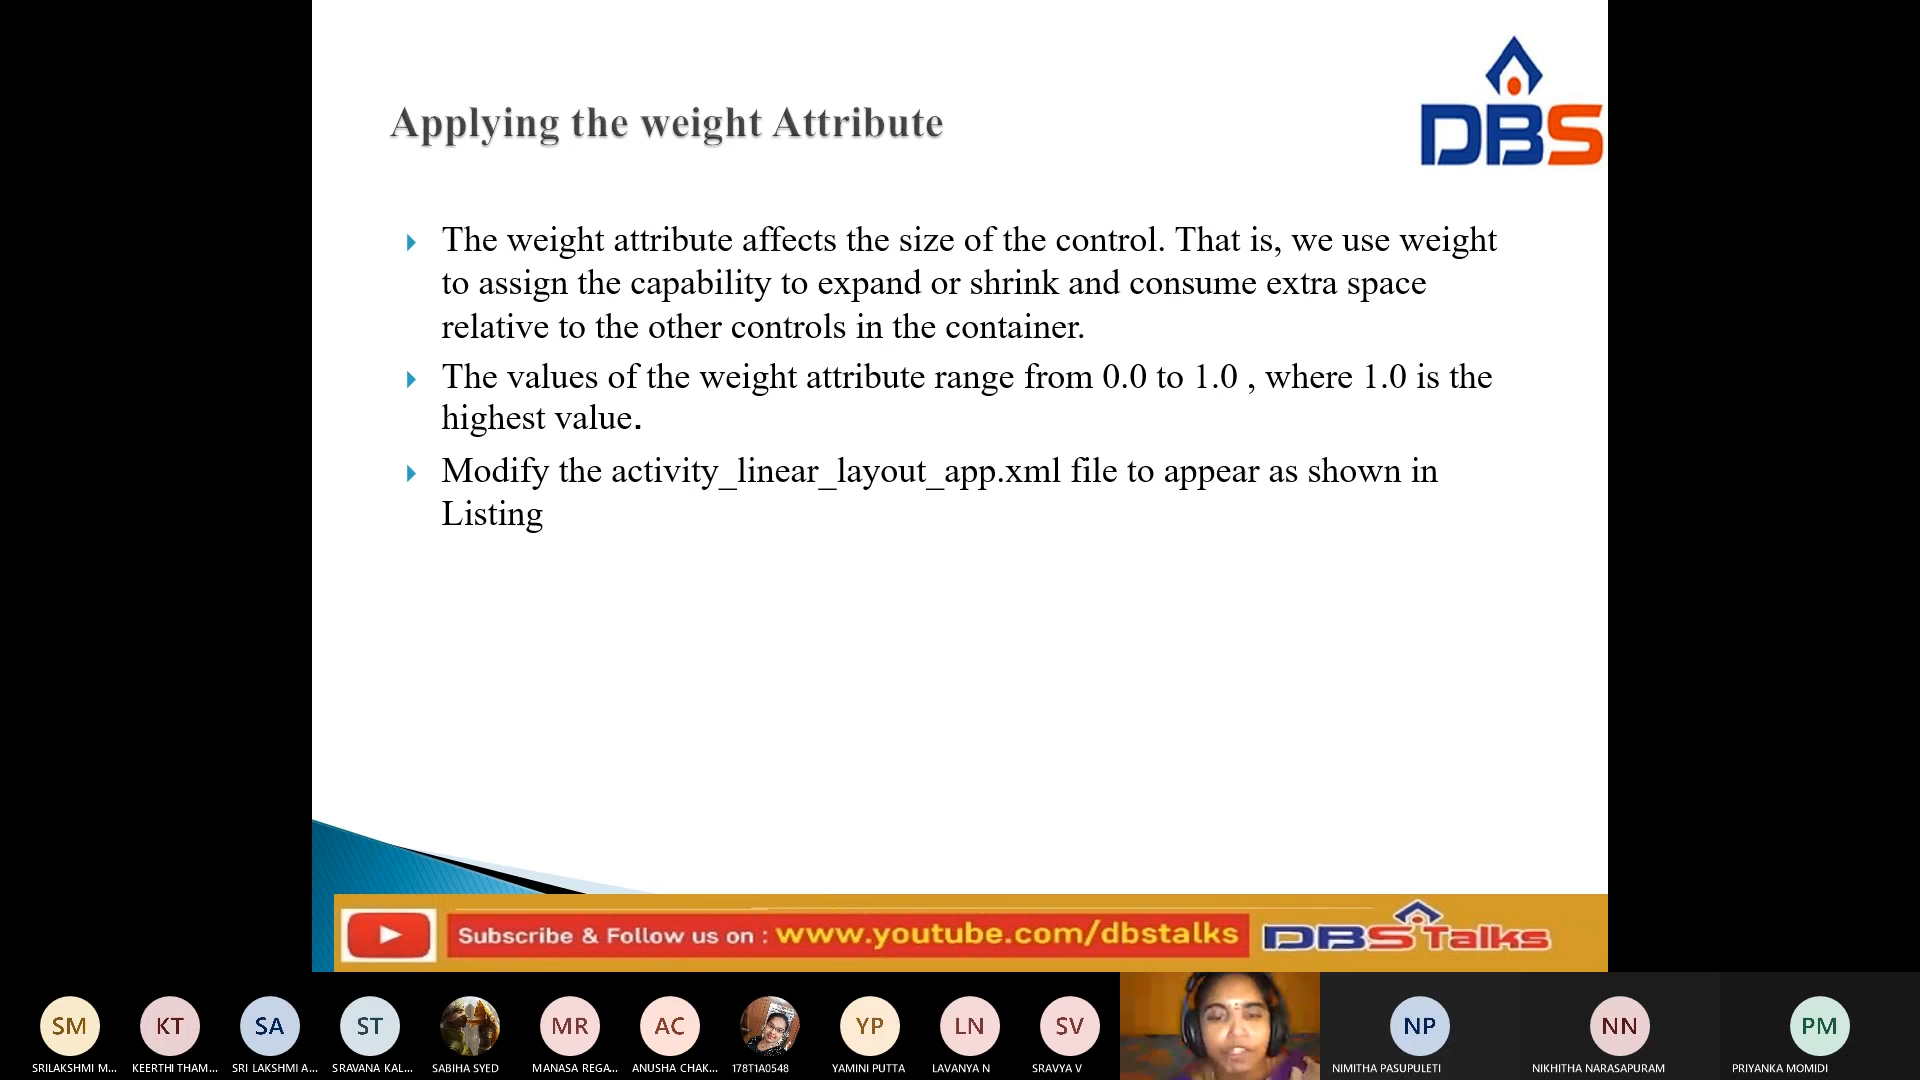 DBS
Applying the weight Attribute
The weight attribute affects the size of the control. That is, we use weight
to assign the capability to expand or shrink and consume extra space
relative to the other controls in the container.
The values of the weight attribute range from 0.0 to 1.0 , where 1.0 is the
highest value.
Modify the activity_linear_layout_app.xml file to appear as shown in
Listing
Subscribe & Follow us on : www.youtube.com/dbstalks DBS Talks
SM KT SA ST MR AC YP LN SV NP NN PM
SRILAKSHMI M... KEERTHI THAM... SRI LAKSHMI A... SRAVANA KAL... SABIHA SYED MANASA REGA... ANUSHA CHAK... 178T1A0548 YAMINI PUTTA LAVANYA N SRAVYA V NIMITHA PASUPULETI NIKHITHA NARASAPURAM PRIYANKA MOMIDI